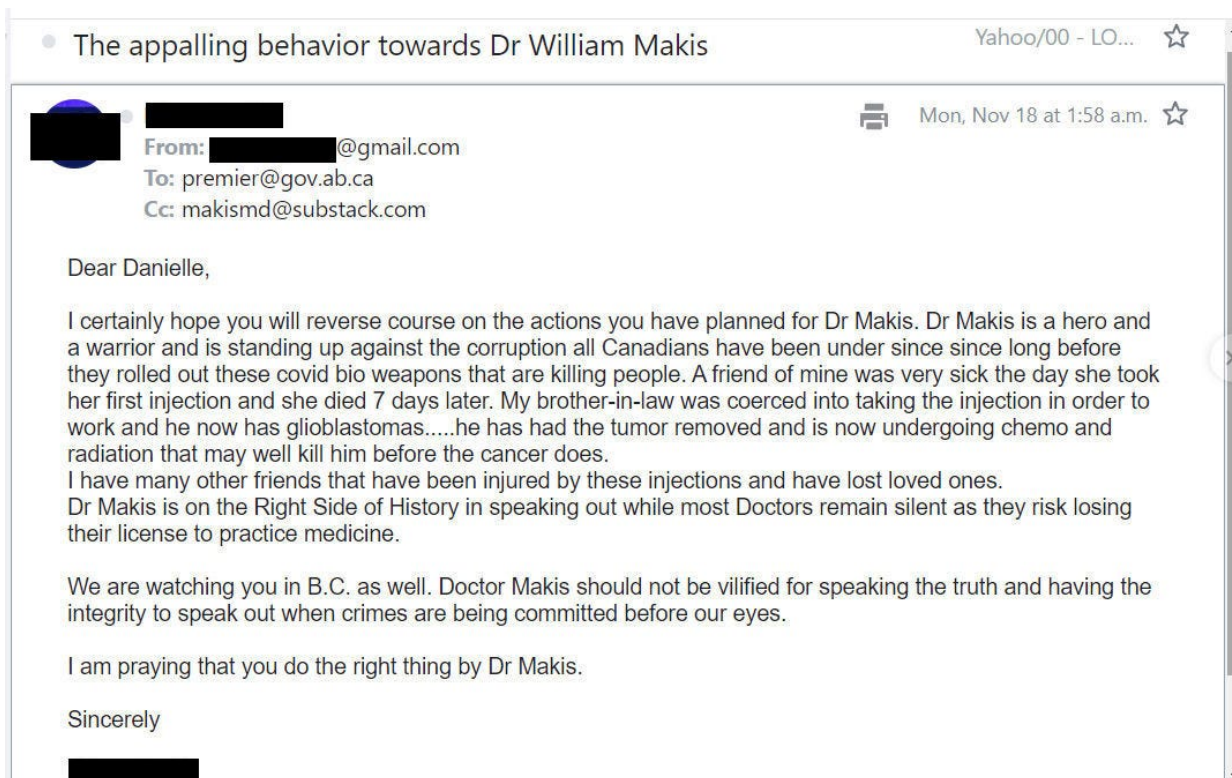 The appalling behavior towards Dr William Makis
Yahoo/00 - LO...
Mon, Nov 18 at 1:58 a.m.
From: @gmail.com
To: premier@gov.ab.ca
Cc: makismd@substack.com
Dear Danielle,
I certainly hope you will reverse course on the actions you have planned for Dr Makis. Dr Makis is a hero and
a warrior and is standing up against the corruption all Canadians have been under since since long before
they rolled out these covid bio weapons that are killing people. A friend of mine was very sick the day she took
her first injection and she died 7 days later. My brother-in-law was coerced into taking the injection in order to
work and he now has glioblastomas.....he has had the tumor removed and is now undergoing chemo and
radiation that may well kill him before the cancer does.
I have many other friends that have been injured by these injections and have lost loved ones.
Dr Makis is on the Right Side of History in speaking out while most Doctors remain silent as they risk losing
their license to practice medicine.
We are watching you in B.C. as well. Doctor Makis should not be vilified for speaking the truth and having the
integrity to speak out when crimes are being committed before our eyes.
I am praying that you do the right thing by Dr Makis.
Sincerely